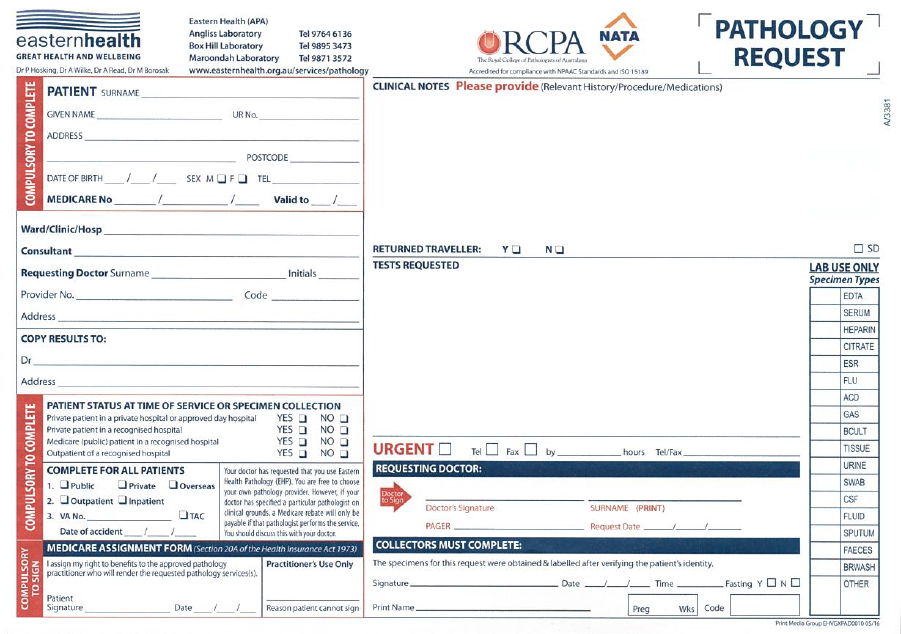 easternhealth
GREAT HEALTH AND WELLBEING
Dr P Hosking, Dr A Wilke, Dr A Read, Dr M Borosak
Eastern Health (APA)
Angliss Laboratory Tel 9764 6136
Box Hill Laboratory Tel 9895 3473
Maroondah Laboratory Tel 9871 3572
www.easternhealth.org.au/services/pathology
RCPA
The Royal College of Pathologists of Australasia
NATA
Accredited for compliance with NPAAC Standards and ISO 15189
PATHOLOGY
REQUEST
A/3381
COMPULSORY TO COMPLETE
PATIENT SURNAME
GIVEN NAME UR No.
ADDRESS
POSTCODE
DATE OF BIRTH / / SEX M F TEL
MEDICARE No / / Valid to /
Ward/Clinic/Hosp
Consultant
Requesting Doctor Surname Initials
Provider No. Code
Address
COPY RESULTS TO:
Dr
Address
COMPULSORY TO COMPLETE
PATIENT STATUS AT TIME OF SERVICE OR SPECIMEN COLLECTION
Private patient in a private hospital or approved day hospital YES NO
Private patient in a recognised hospital YES NO
Medicare (public) patient in a recognised hospital YES NO
Outpatient of a recognised hospital YES NO
COMPLETE FOR ALL PATIENTS
1. Public Private Overseas
2. Outpatient Inpatient
3. VA No. TAC
Date of accident / /
Your doctor has requested that you use Eastern
Health Pathology (EHP). You are free to choose
your own pathology provider. However, if your
doctor has specified a particular pathologist on
clinical grounds, a Medicare rebate will only be
payable if that pathologist performs the service.
You should discuss this with your doctor.
COMPULSORY
TO SIGN
MEDICARE ASSIGNMENT FORM (Section 20A of the Health Insurance Act 1973)
I assign my right to benefits to the approved pathology
practitioner who will render the requested pathology service(s).
Patient
Signature Date / /
Practitioner's Use Only
Reason patient cannot sign
CLINICAL NOTES Please provide (Relevant History/Procedure/Medications)
RETURNED TRAVELLER: Y N
SD
TESTS REQUESTED
LAB USE ONLY
Specimen Types
EDTA
SERUM
HEPARIN
CITRATE
ESR
FLU
ACD
GAS
BCULT
TISSUE
URINE
SWAB
CSF
FLUID
SPUTUM
FAECES
BRWASH
OTHER
URGENT Tel Fax by hours Tel/Fax
REQUESTING DOCTOR:
Doctor
to Sign
Doctor's Signature SURNAME (PRINT)
PAGER Request Date / /
COLLECTORS MUST COMPLETE:
The specimens for this request were obtained & labelled after verifying the patient's identity.
Signature Date / / Time Fasting Y N
Print Name Preg Wks Code
Print Media Group EHVGXPAD0010 05/16